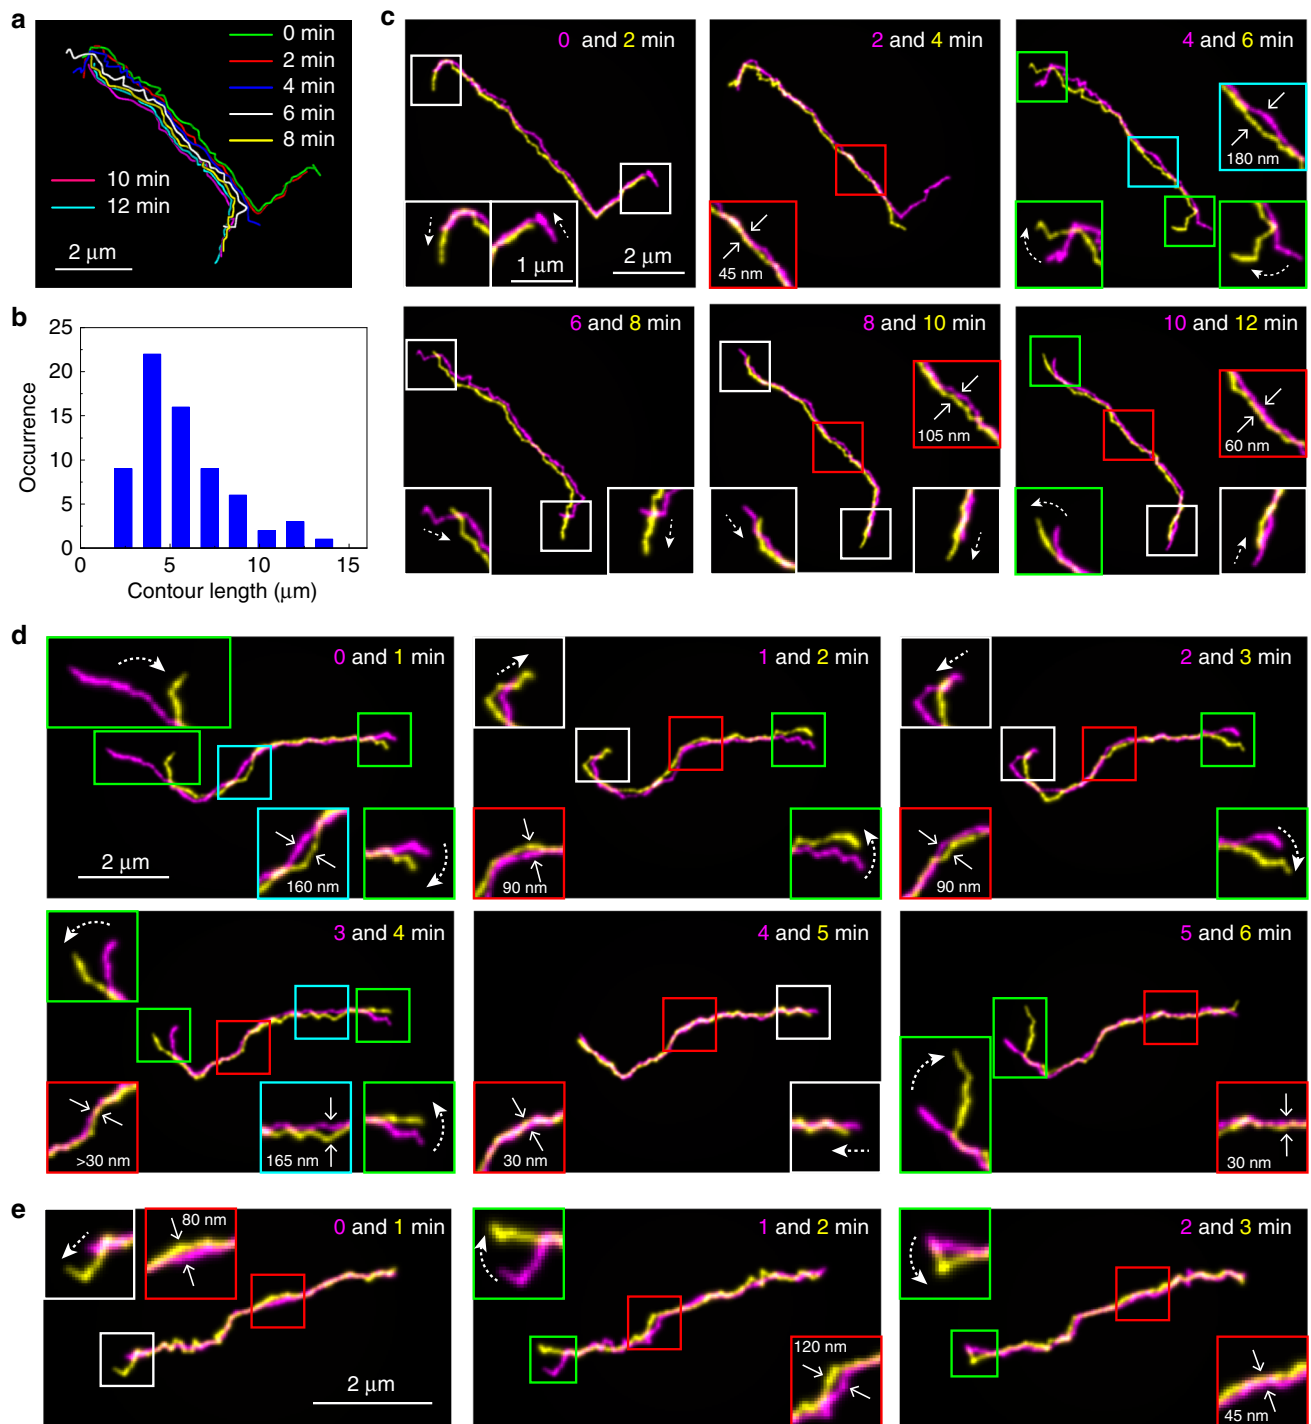 a
0 min
2 min
4 min
6 min
8 min
10 min
12 min
2 μm
b
25
20
15
10
5
0
Occurrence
0 5 10 15
Contour length (μm)
c
0 and 2 min
1 μm
2 μm
2 and 4 min
45 nm
4 and 6 min
180 nm
6 and 8 min
8 and 10 min
105 nm
10 and 12 min
60 nm
d
0 and 1 min
2 μm
160 nm
1 and 2 min
90 nm
2 and 3 min
90 nm
3 and 4 min
>30 nm
165 nm
4 and 5 min
30 nm
5 and 6 min
30 nm
e
0 and 1 min
80 nm
2 μm
1 and 2 min
120 nm
2 and 3 min
45 nm